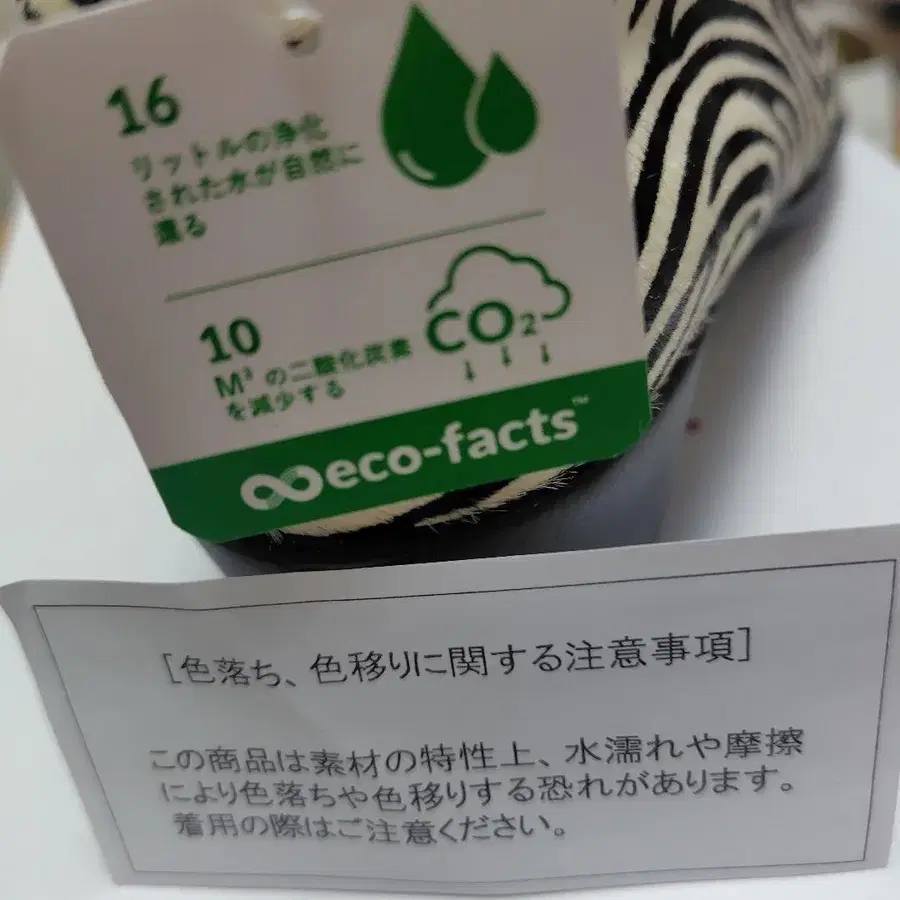 16
リットルの浄化
された水が自然に
還る
10
M³ の二酸化炭素
を減少する
CO₂
eco-facts™
[色落ち、色移りに関する注意事項]
この商品は素材の特性上、水濡れや摩擦
により色落ちや色移りする恐れがあります。
着用の際はご注意ください。